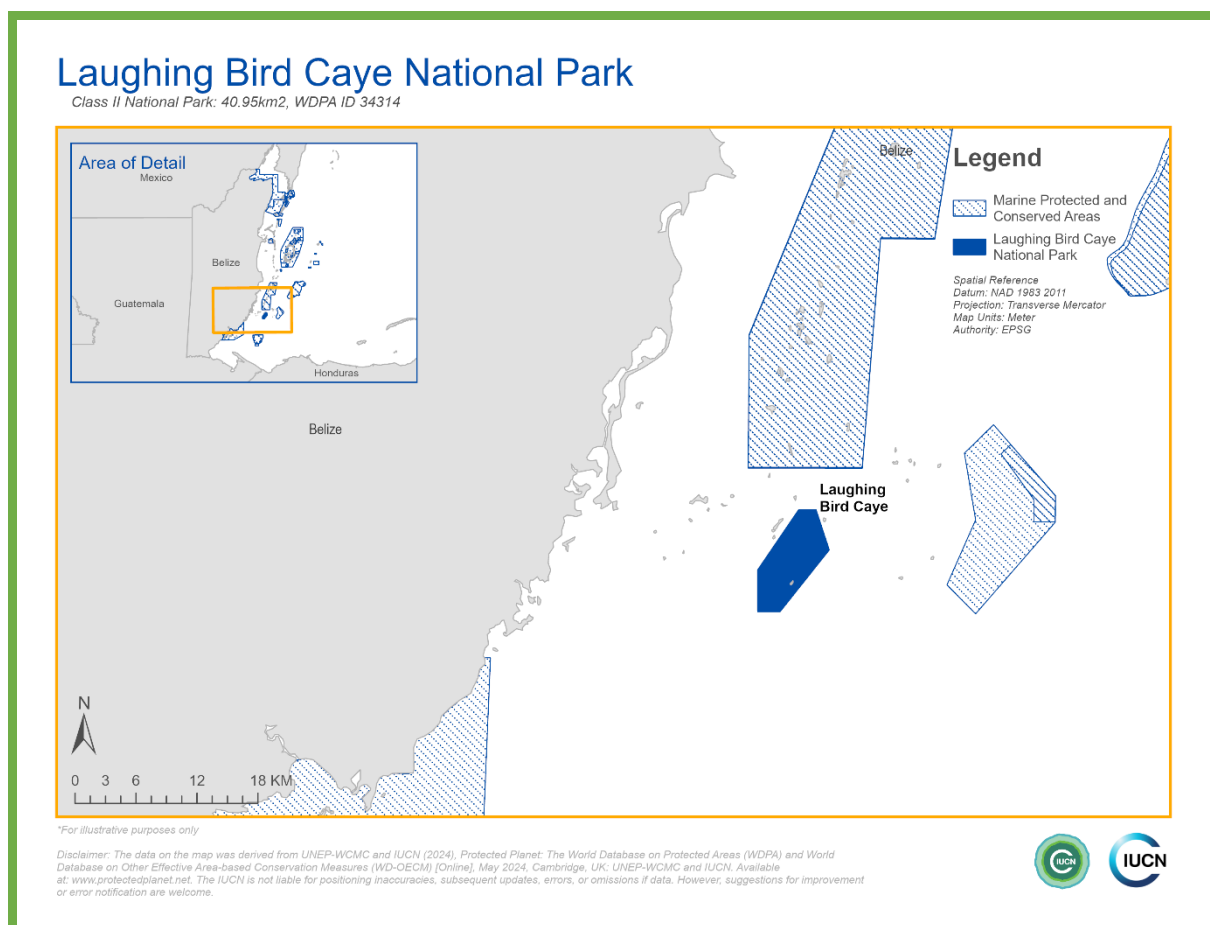 Laughing Bird Caye National Park
Class II National Park: 40.95km2, WDPA ID 34314
Area of Detail
Mexico
Belize
Guatemala
Honduras
Belize
Belize
Legend
Marine Protected and
Conserved Areas
Laughing Bird Caye
National Park
Spatial Reference
Datum: NAD 1983 2011
Projection: Transverse Mercator
Map Units: Meter
Authority: EPSG
Laughing
Bird Caye
N
0 3 6 12 18 KM
*For illustrative purposes only
Disclaimer: The data on the map was derived from UNEP-WCMC and IUCN (2024), Protected Planet: The World Database on Protected Areas (WDPA) and World
Database on Other Effective Area-based Conservation Measures (WD-OECM) [Online], May 2024, Cambridge, UK: UNEP-WCMC and IUCN. Available
at: www.protectedplanet.net. The IUCN is not liable for positioning inaccuracies, subsequent updates, errors, or omissions if data. However, suggestions for improvement
or error notification are welcome.
IUCN
IUCN